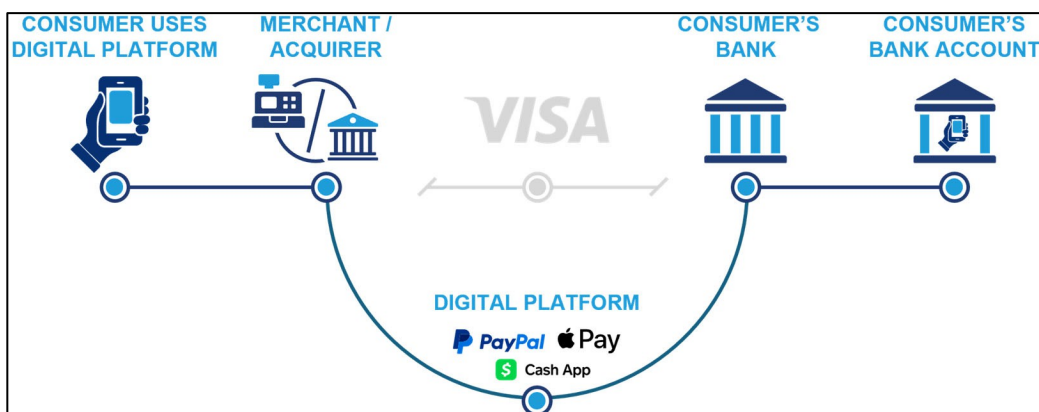 CONSUMER USES
DIGITAL PLATFORM
MERCHANT /
ACQUIRER
VISA
CONSUMER’S
BANK
CONSUMER’S
BANK ACCOUNT
DIGITAL PLATFORM
PayPal Pay
$ Cash App